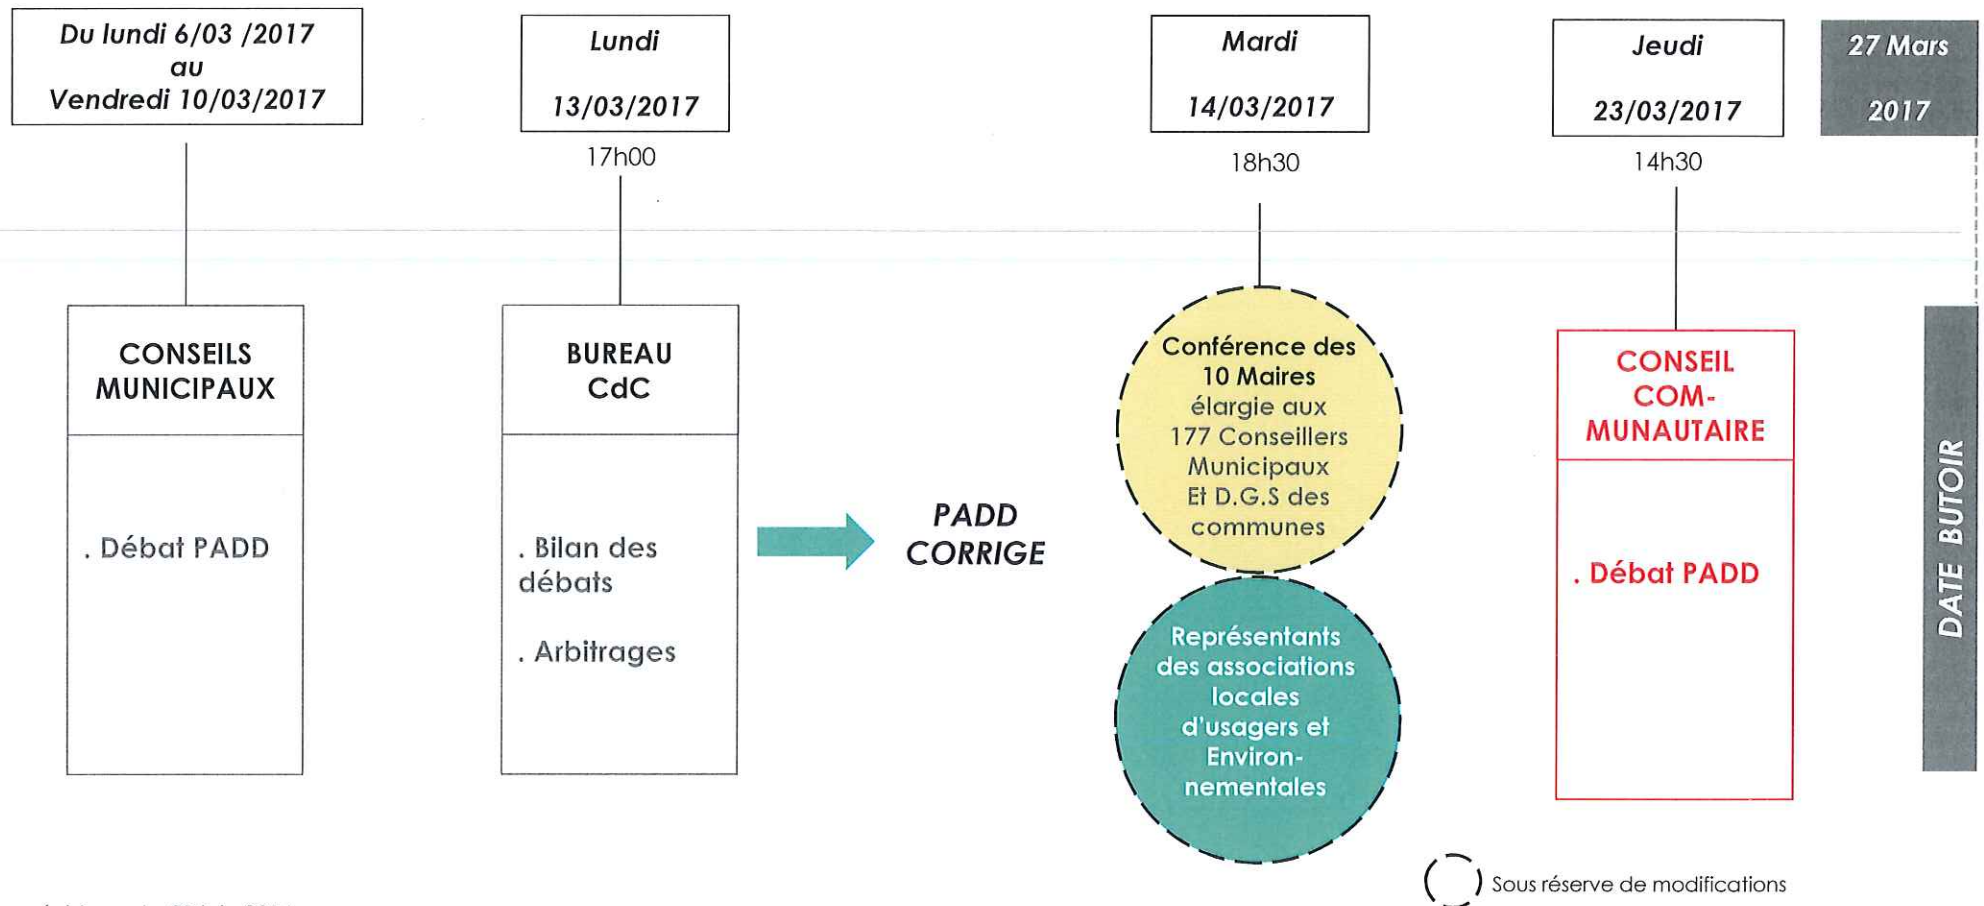 Du lundi 6/03 /2017
au
Vendredi 10/03/2017
Lundi
13/03/2017
17h00
Mardi
14/03/2017
18h30
Jeudi
23/03/2017
14h30
27 Mars
2017
CONSEILS
MUNICIPAUX
. Débat PADD
BUREAU
CdC
. Bilan des
débats
. Arbitrages
PADD
CORRIGE
Conférence des
10 Maires
élargie aux
177 Conseillers
Municipaux
Et D.G.S des
communes
Représentants
des associations
locales
d'usagers et
Environ-
nementales
CONSEIL
COM-
MUNAUTAIRE
. Débat PADD
DATE BUTOIR
Sous réserve de modifications